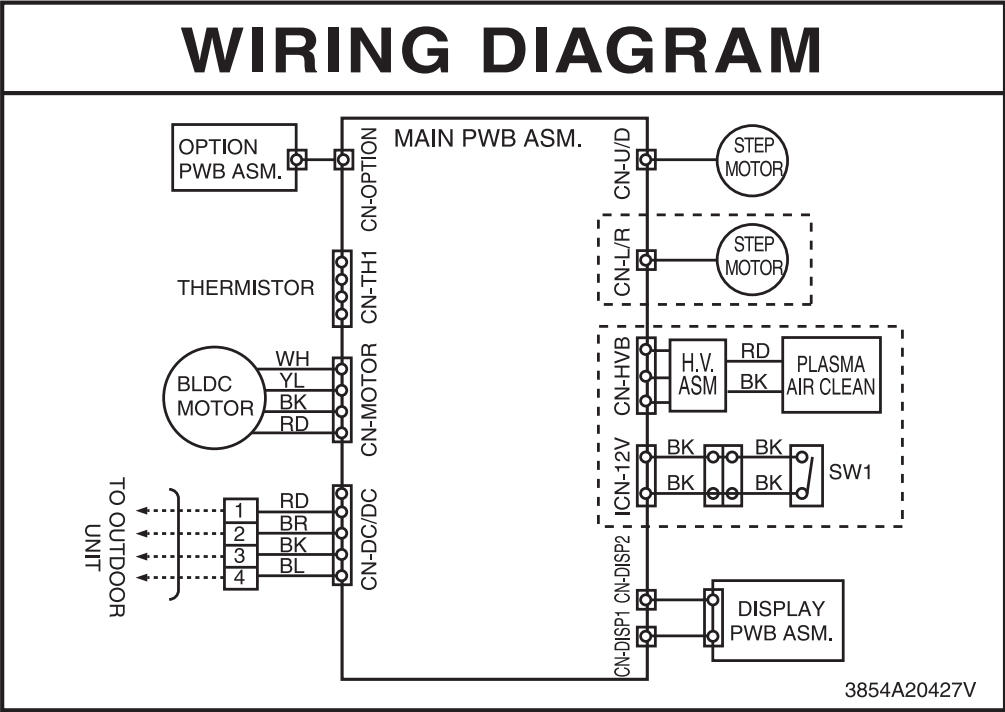 WIRING DIAGRAM
MAIN PWB ASM.
OPTION
PWB ASM.
CN-OPTION
THERMISTOR
CN-TH1
BLDC
MOTOR
WH
YL
BK
RD
CN-MOTOR
TO OUTDOOR
UNIT
1
2
3
4
RD
BR
BK
BL
CN-DC/DC
CN-U/D
STEP
MOTOR
CN-L/R
STEP
MOTOR
CN-HVB
H.V.
ASM
RD
BK
PLASMA
AIR CLEAN
ICN-12V
BK
BK
BK
BK
SW1
CN-DISP2
CN-DISP1
DISPLAY
PWB ASM.
3854A20427V